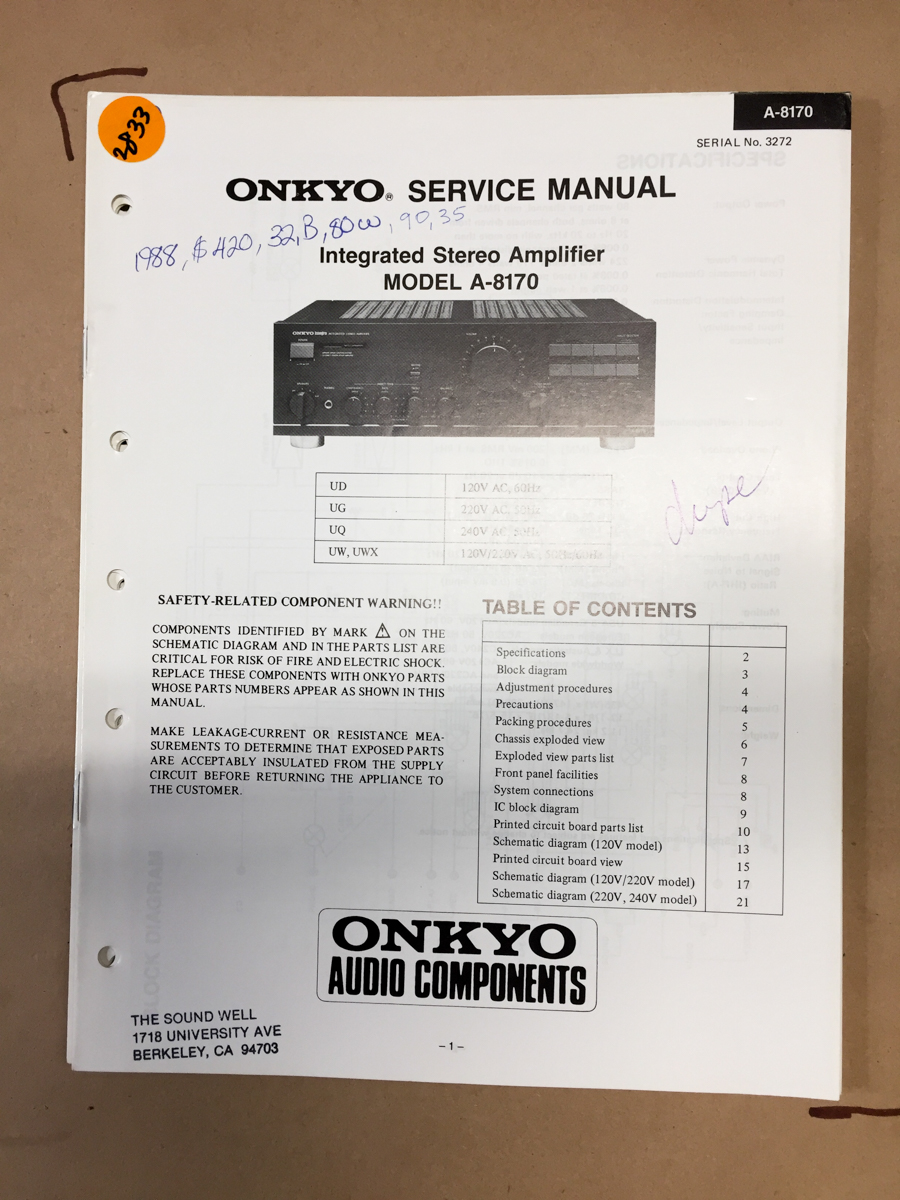 2833
A-8170
SERIAL No. 3272
ONKYO® SERVICE MANUAL
1988, $420, 32, B, 80W, 90, 35
Integrated Stereo Amplifier
MODEL A-8170
ONKYO
UD 120V AC, 60Hz
UG 220V AC, 50Hz
UQ 240V AC, 50Hz
UW, UWX 120V/220V AC, 50Hz/60Hz
dupe
SAFETY-RELATED COMPONENT WARNING!!
COMPONENTS IDENTIFIED BY MARK ⚠ ON THE
SCHEMATIC DIAGRAM AND IN THE PARTS LIST ARE
CRITICAL FOR RISK OF FIRE AND ELECTRIC SHOCK.
REPLACE THESE COMPONENTS WITH ONKYO PARTS
WHOSE PARTS NUMBERS APPEAR AS SHOWN IN THIS
MANUAL.
MAKE LEAKAGE-CURRENT OR RESISTANCE MEA-
SUREMENTS TO DETERMINE THAT EXPOSED PARTS
ARE ACCEPTABLY INSULATED FROM THE SUPPLY
CIRCUIT BEFORE RETURNING THE APPLIANCE TO
THE CUSTOMER.
TABLE OF CONTENTS
Specifications 2
Block diagram 3
Adjustment procedures 4
Precautions 4
Packing procedures 5
Chassis exploded view 6
Exploded view parts list 7
Front panel facilities 8
System connections 8
IC block diagram 9
Printed circuit board parts list 10
Schematic diagram (120V model) 13
Printed circuit board view 15
Schematic diagram (120V/220V model) 17
Schematic diagram (220V, 240V model) 21
ONKYO
AUDIO COMPONENTS
THE SOUND WELL
1718 UNIVERSITY AVE
BERKELEY, CA 94703
– 1 –